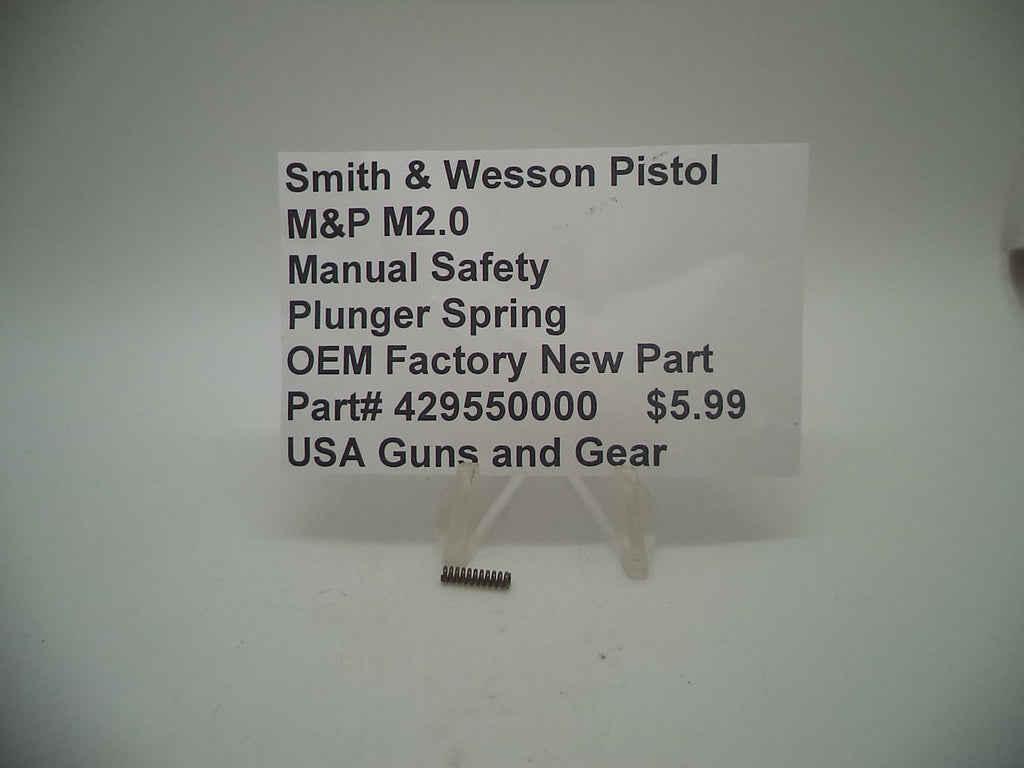 Smith & Wesson Pistol
M&P M2.0
Manual Safety
Plunger Spring
OEM Factory New Part
Part# 429550000 $5.99
USA Guns and Gear